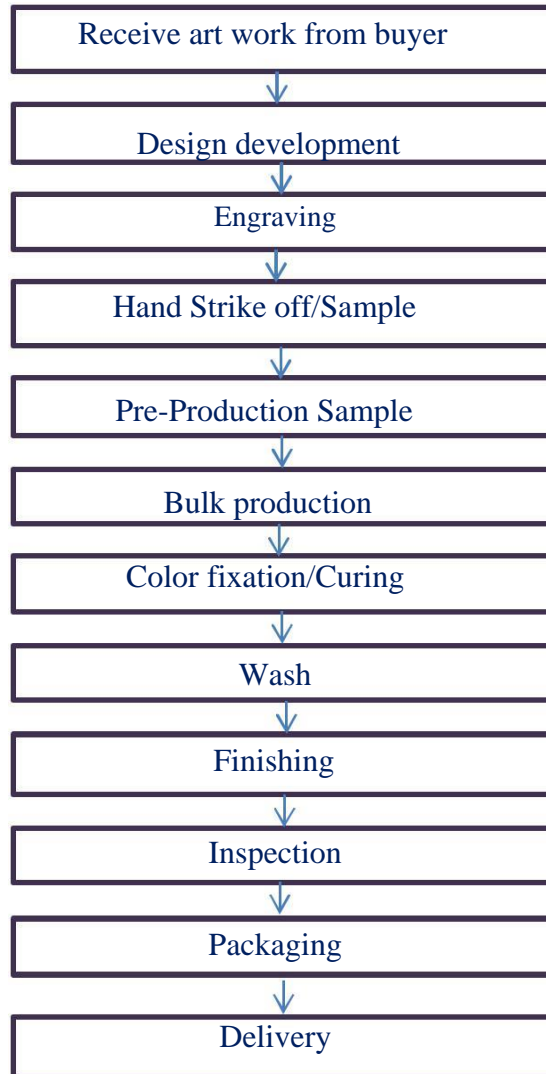 Receive art work from buyer
Design development
Engraving
Hand Strike off/Sample
Pre-Production Sample
Bulk production
Color fixation/Curing
Wash
Finishing
Inspection
Packaging
Delivery